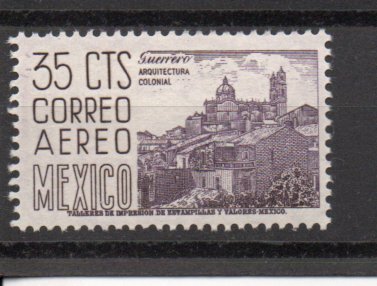 35 CTS
CORREO
AEREO
MEXICO
Guerrero
ARQUITECTURA
COLONIAL
TALLERES DE IMPRESION DE ESTAMPILLAS Y VALORES-MEXICO.